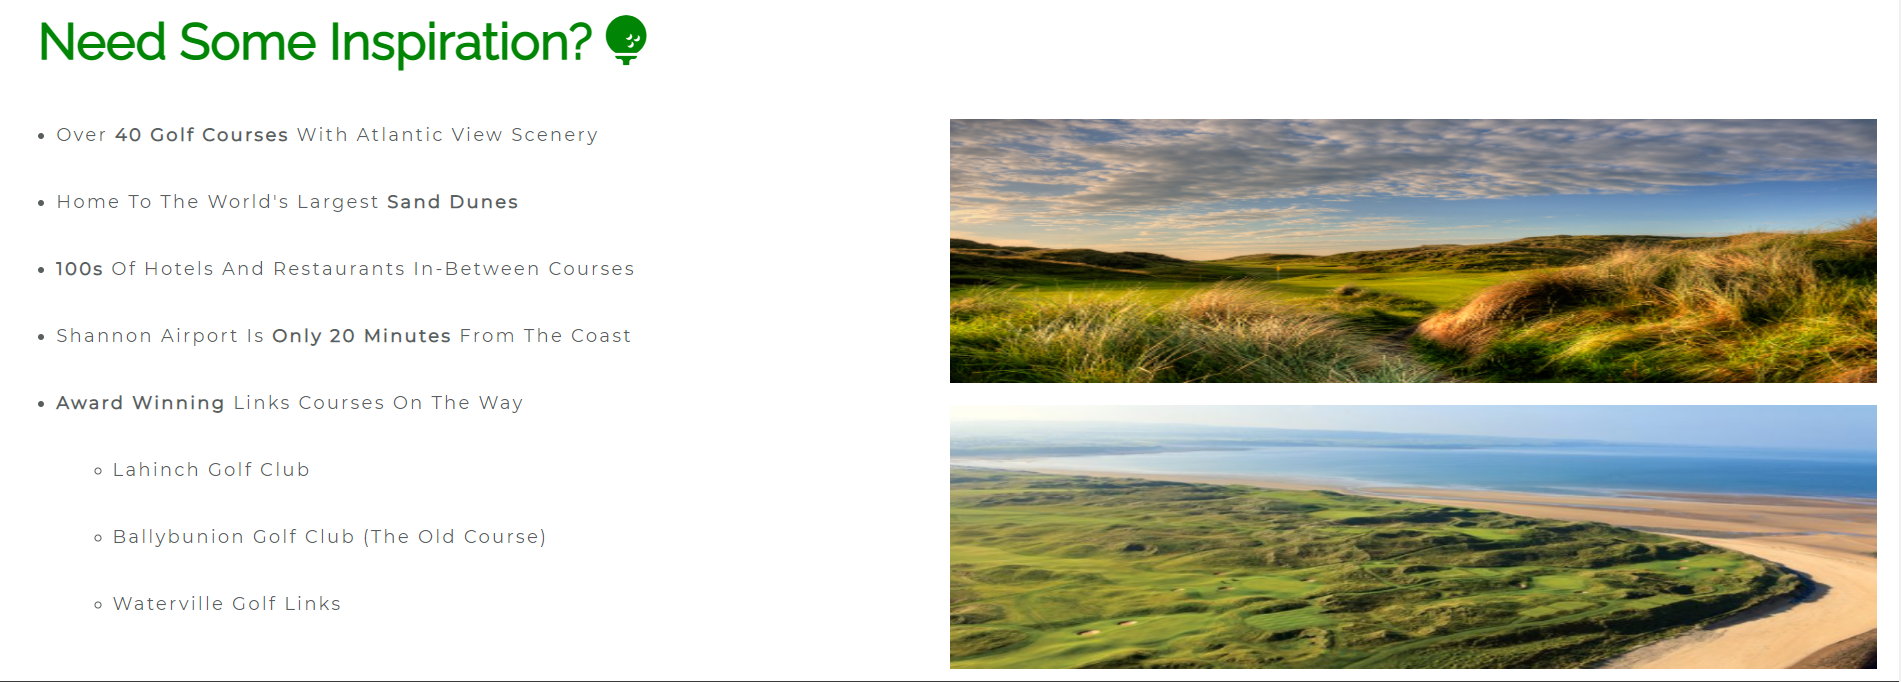 Need Some Inspiration?
Over 40 Golf Courses With Atlantic View Scenery
Home To The World's Largest Sand Dunes
100s Of Hotels And Restaurants In-Between Courses
Shannon Airport Is Only 20 Minutes From The Coast
Award Winning Links Courses On The Way
Lahinch Golf Club
Ballybunion Golf Club (The Old Course)
Waterville Golf Links